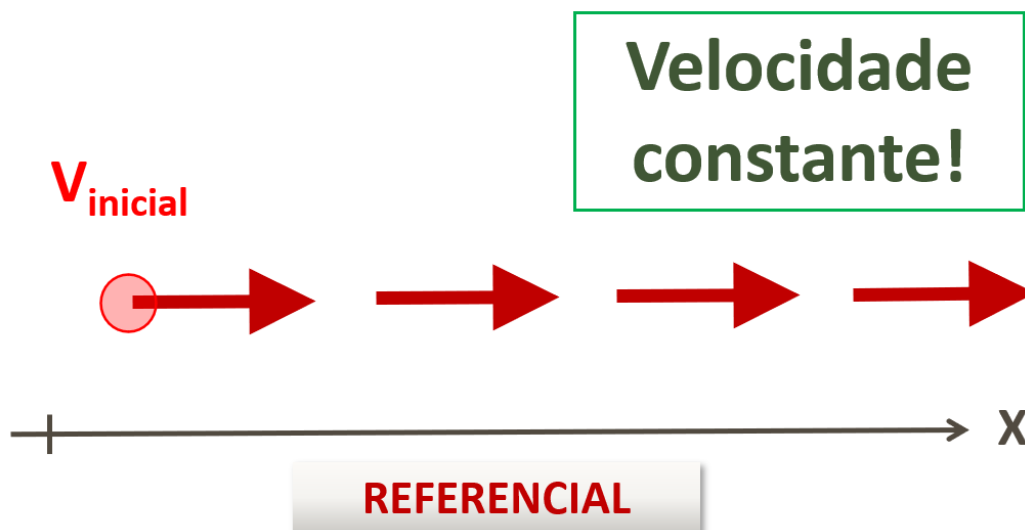 Velocidade
constante!
Vinicial
X
REFERENCIAL